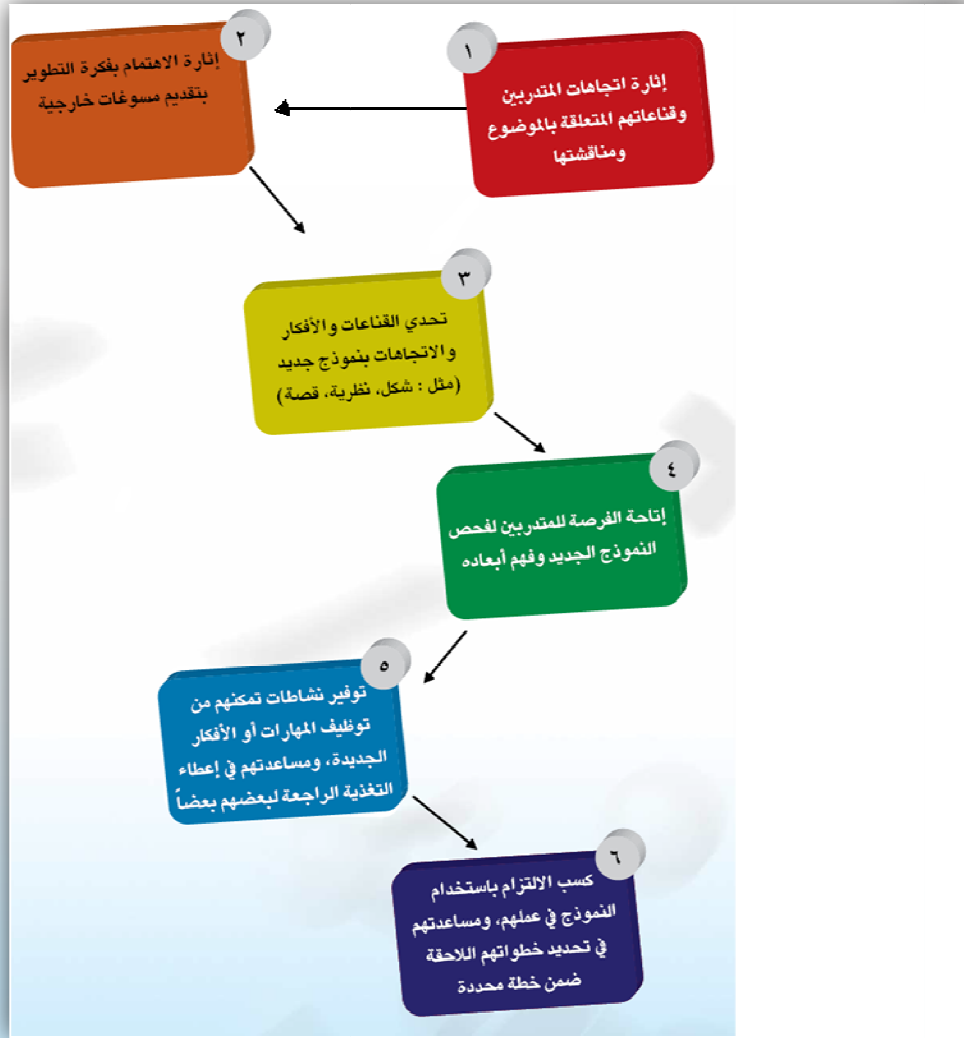 ١
إثارة اتجاهات المتدربين
وقناعاتهم المتعلقة بالموضوع
ومناقشتها
٢
إثارة الاهتمام بفكرة التطوير
بتقديم مسوغات خارجية
٣
تحدي القناعات والأفكار
والاتجاهات بنموذج جديد
(مثل : شكل، نظرية، قصة)
٤
إتاحة الفرصة للمتدربين لفحص
النموذج الجديد وفهم أبعاده
٥
توفير نشاطات تمكنهم من
توظيف المهارات أو الأفكار
الجديدة، ومساعدتهم في إعطاء
التغذية الراجعة لبعضهم بعضاً
٦
كسب الالتزام باستخدام
النموذج في عملهم، ومساعدتهم
في تحديد خطواتهم اللاحقة
ضمن خطة محددة